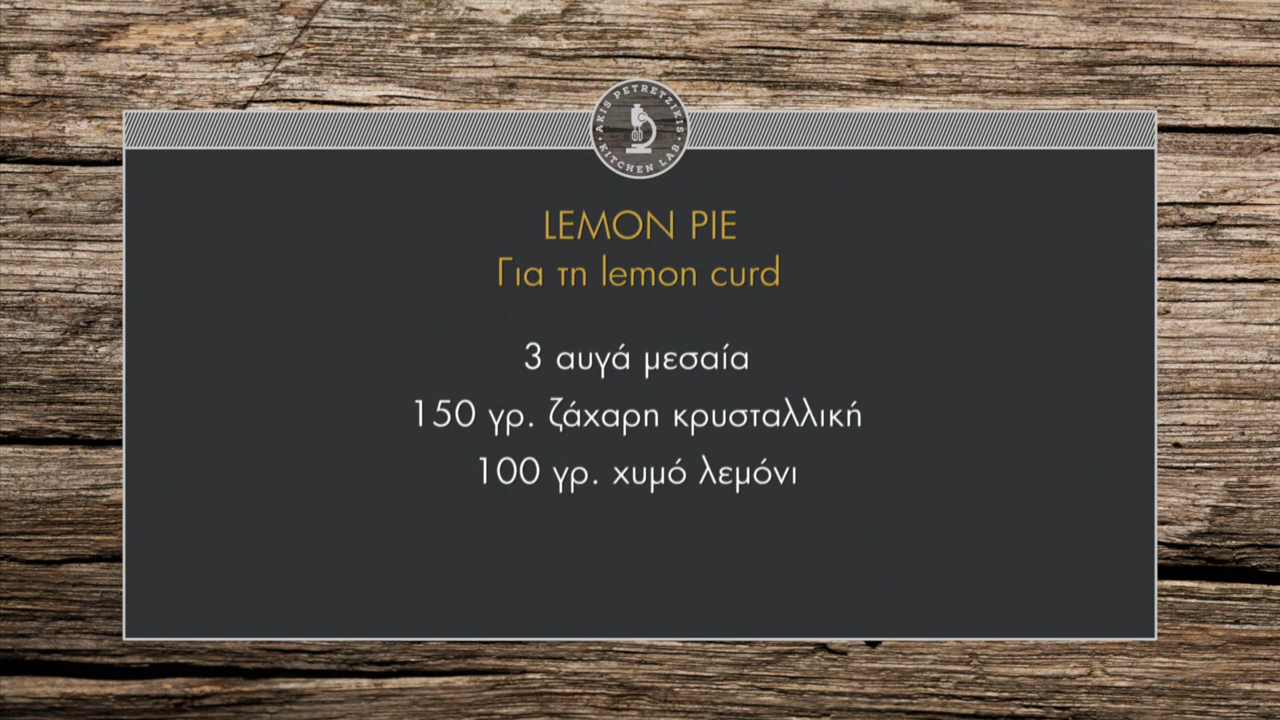 AKIS PETRETZIKIS
KITCHEN LAB
LEMON PIE
Για τη lemon curd
3 αυγά μεσαία
150 γρ. ζάχαρη κρυσταλλική
100 γρ. χυμό λεμόνι